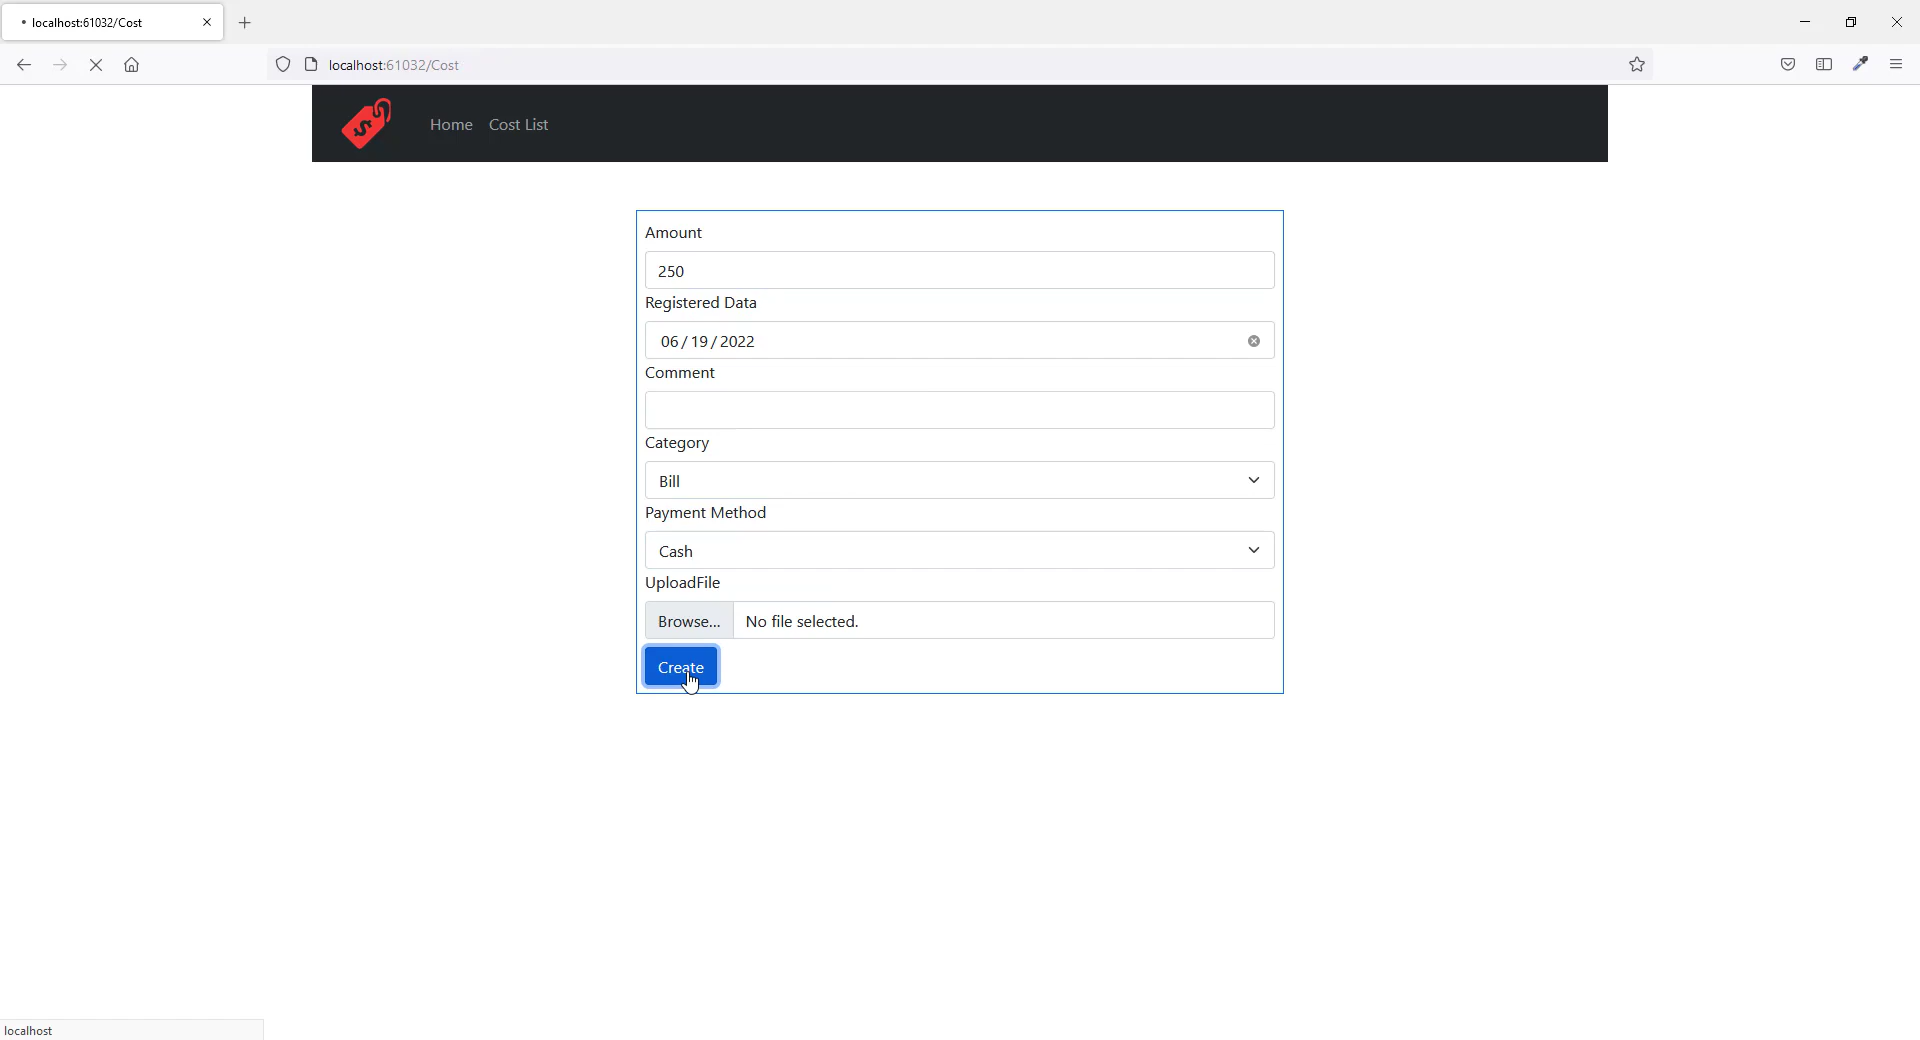 localhost:61032/Cost
localhost:61032/Cost
$
Home
Cost List
Amount
250
Registered Data
06/19/2022
Comment
Category
Bill
Payment Method
Cash
UploadFile
Browse... No file selected.
Create
localhost